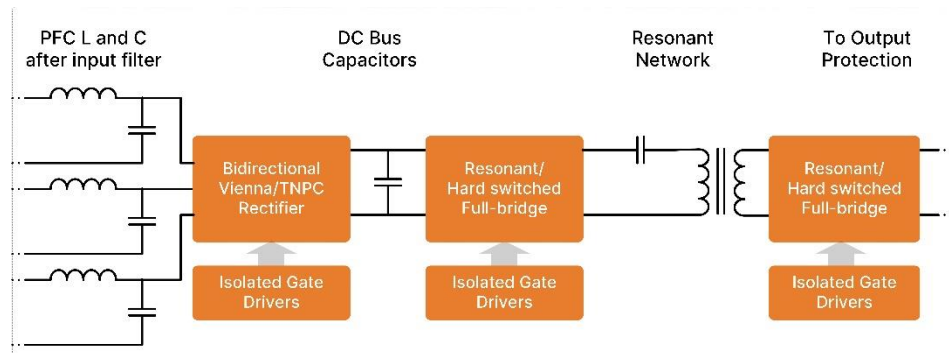 PFC L and C
after input filter
DC Bus
Capacitors
Resonant
Network
To Output
Protection
Bidirectional
Vienna/TNPC
Rectifier
Resonant/
Hard switched
Full-bridge
Resonant/
Hard switched
Full-bridge
Isolated Gate
Drivers
Isolated Gate
Drivers
Isolated Gate
Drivers